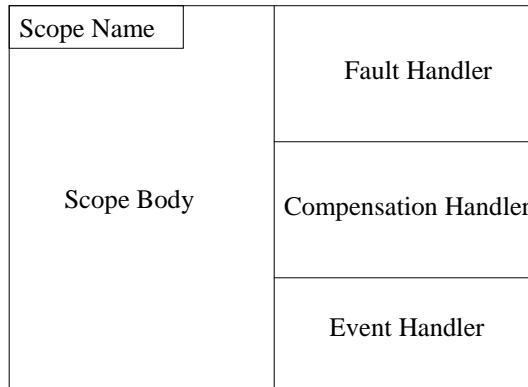 Scope Name
Scope Body
Fault Handler
Compensation Handler
Event Handler